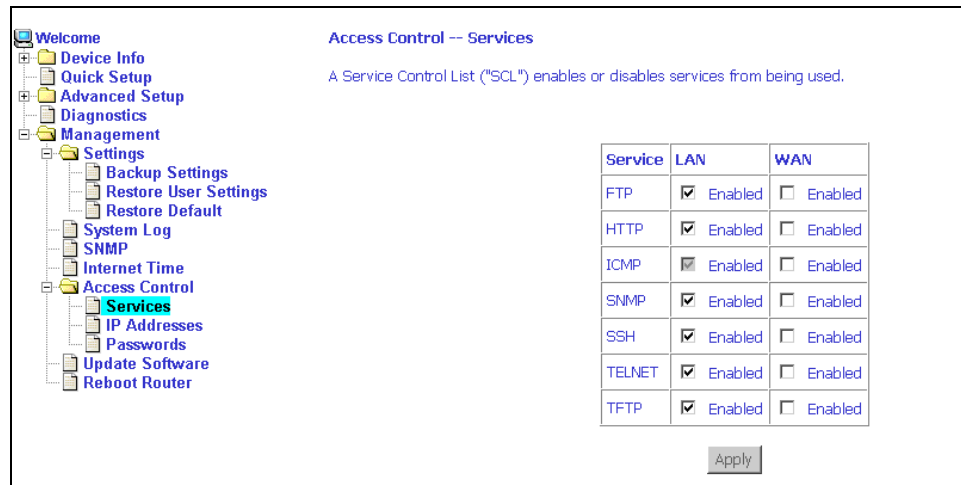 Welcome
Device Info
Quick Setup
Advanced Setup
Diagnostics
Management
Settings
Backup Settings
Restore User Settings
Restore Default
System Log
SNMP
Internet Time
Access Control
Services
IP Addresses
Passwords
Update Software
Reboot Router
Access Control -- Services
A Service Control List ("SCL") enables or disables services from being used.
Service LAN WAN
FTP Enabled Enabled
HTTP Enabled Enabled
ICMP Enabled Enabled
SNMP Enabled Enabled
SSH Enabled Enabled
TELNET Enabled Enabled
TFTP Enabled Enabled
Apply